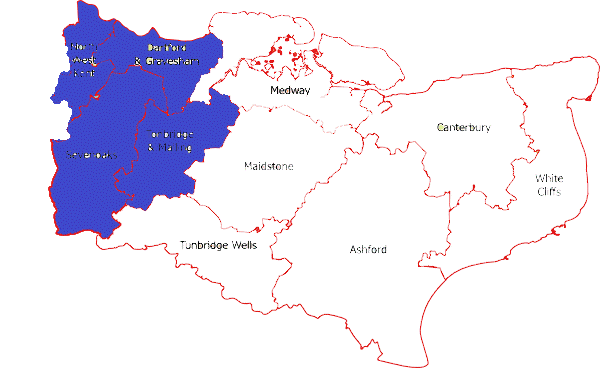 North
West
Kent
Dartford
& Gravesham
Medway
Canterbury
Tonbridge
& Malling
Sevenoaks
Maidstone
White
Cliffs
Tunbridge Wells
Ashford